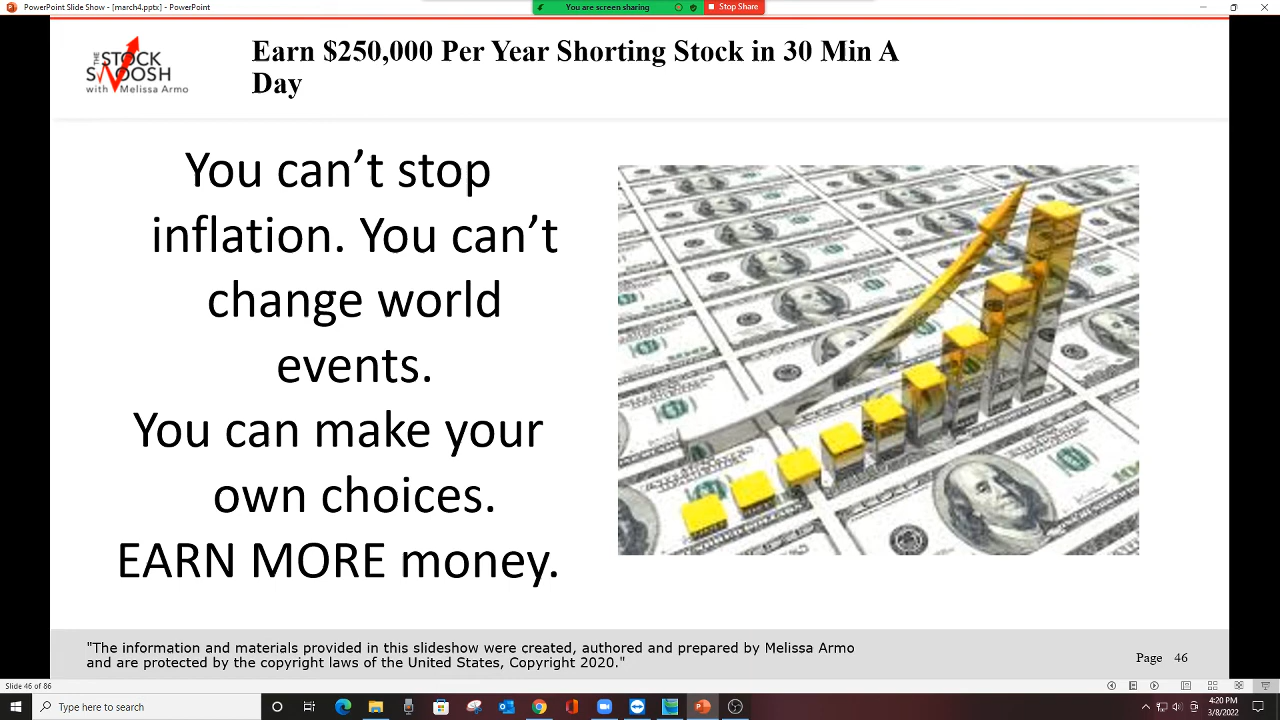 PowerPoint Slide Show - [march4.pptx] - PowerPoint
You are screen sharing
Stop Share
THE
STOCK
SWOOSH
with Melissa Armo
Earn $250,000 Per Year Shorting Stock in 30 Min A
Day
You can’t stop
inflation. You can’t
change world
events.
You can make your
own choices.
EARN MORE money.
"The information and materials provided in this slideshow were created, authored and prepared by Melissa Armo
and are protected by the copyright laws of the United States, Copyright 2020."
Page 46
Slide 46 of 86
Type here to search
4:20 PM
3/8/2022